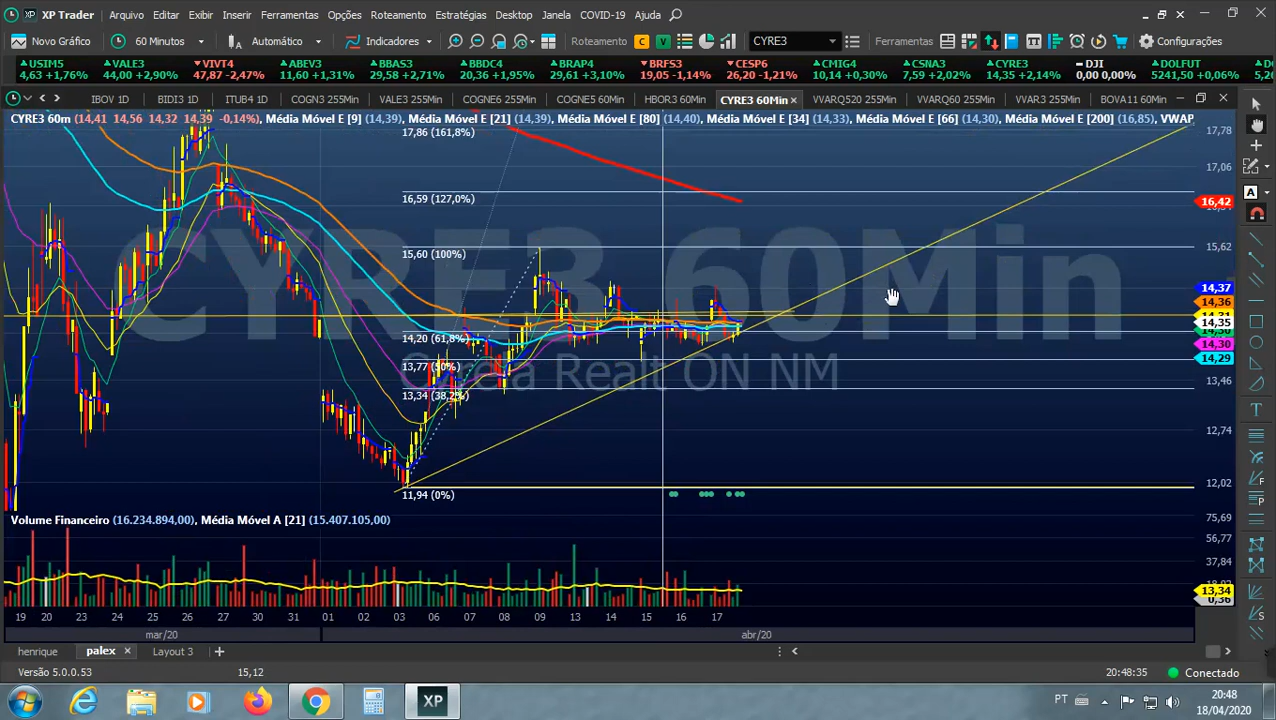 XP Trader Arquivo Editar Exibir Inserir Ferramentas Opções Roteamento Estratégias Desktop Janela COVID-19 Ajuda
Novo Gráfico 60 Minutos Automático Indicadores Roteamento C V CYRE3 Ferramentas Configurações
USIM5 VIVT4 ABEV3 BBAS3 BBDC4 BRAP4 BRFS3 CESP6 CMIG4 CSNA3 CYRE3 DJI DOLFUT
4,63 +1,76% 44,00 +2,90% 47,87 -2,47% 11,60 +1,31% 29,58 +2,71% 20,36 +1,95% 29,61 +3,10% 19,05 -1,14% 26,20 -1,21% 10,14 +0,30% 7,59 +2,02% 14,35 +2,14% 0,00 0,00% 5241,50 +0,06%
IBOV 1D BIDI3 1D ITUB4 1D COGN3 255Min VALE3 255Min COGNE6 255Min COGNE5 60Min HBOR3 60Min CYRE3 60Min VVARQ520 255Min VVARQ60 255Min VVAR3 255Min BOVA11 60Min
CYRE3 60m (14,41 14,56 14,32 14,39 -0,14%), Média Móvel E [9] (14,39), Média Móvel E [21] (14,39), Média Móvel E [80] (14,40), Média Móvel E [34] (14,33), Média Móvel E [66] (14,30), Média Móvel E [200] (16,85), VWAP
17,86 (161,8%)
17,78
17,06
16,59 (127,0%)
16,42
CYRE3 60Min
15,62
15,60 (100%)
14,37
14,36
14,35
14,20 (61,8%)
14,30
14,29
13,77 (50%)
Cyrela Realt ON NM
13,46
13,34 (38,2%)
12,74
12,02
11,94 (0%)
Volume Financeiro (16.234.894,00), Média Móvel A [21] (15.407.105,00)
75,69
56,77
37,84
13,34
19 20 23 24 25 26 27 30 31 01 02 03 06 07 08 09 13 14 15 16 17
mar/20 abr/20
henrique palex Layout 3
Versão 5.0.0.53 15,12 20:48:35 Conectado
XP PT 20:48
18/04/2020